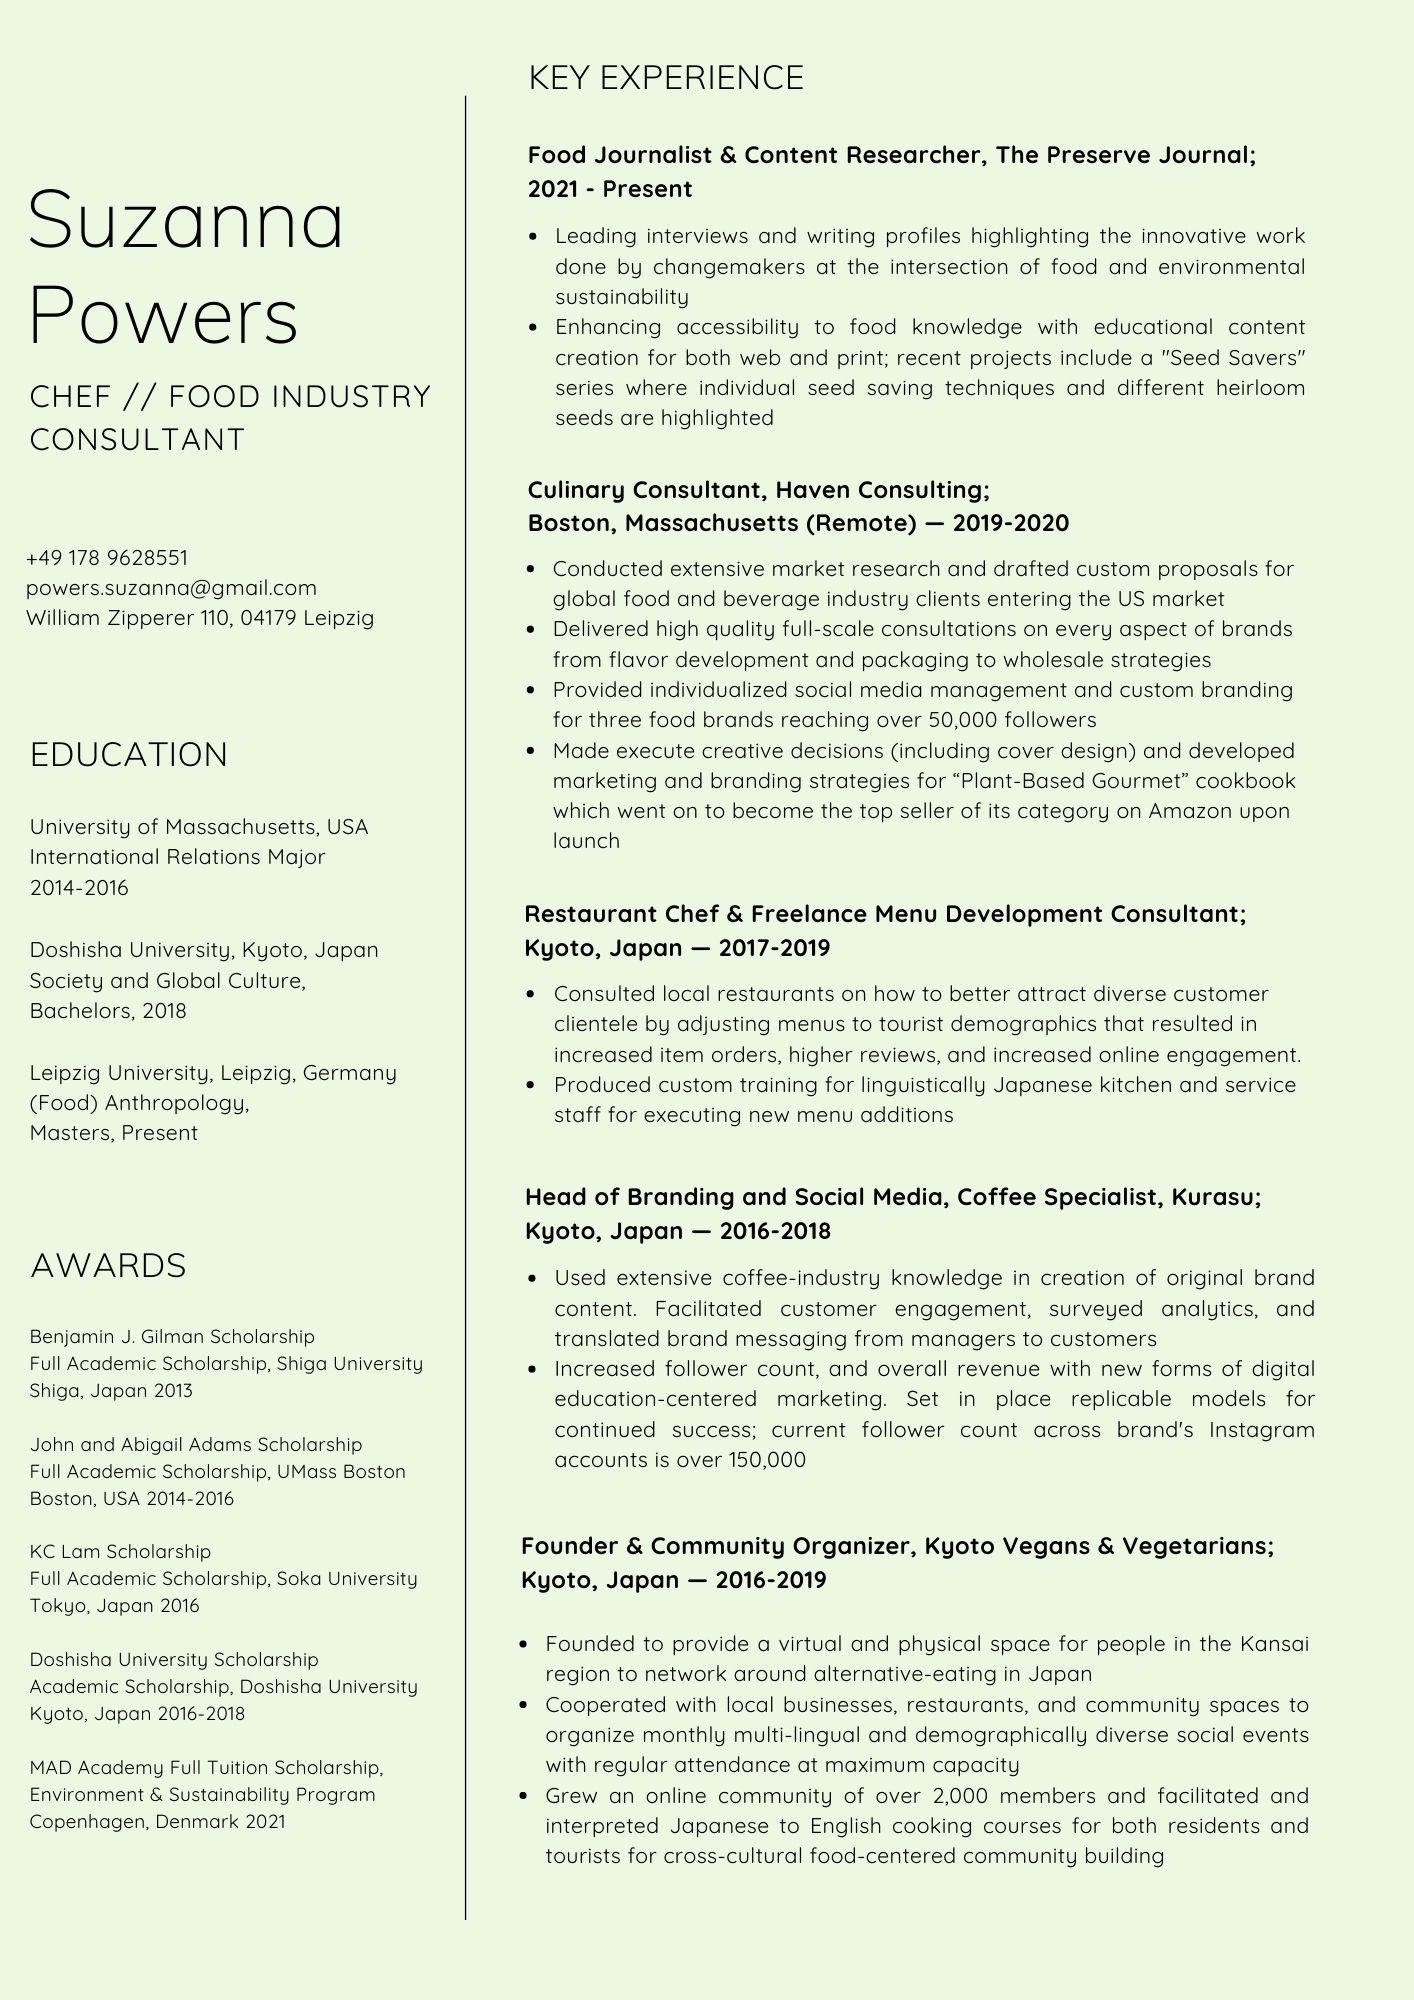 Suzanna
Powers
CHEF // FOOD INDUSTRY
CONSULTANT
+49 178 9628551
powers.suzanna@gmail.com
William Zipperer 110, 04179 Leipzig
EDUCATION
University of Massachusetts, USA
International Relations Major
2014-2016
Doshisha University, Kyoto, Japan
Society and Global Culture,
Bachelors, 2018
Leipzig University, Leipzig, Germany
(Food) Anthropology,
Masters, Present
AWARDS
Benjamin J. Gilman Scholarship
Full Academic Scholarship, Shiga University
Shiga, Japan 2013
John and Abigail Adams Scholarship
Full Academic Scholarship, UMass Boston
Boston, USA 2014-2016
KC Lam Scholarship
Full Academic Scholarship, Soka University
Tokyo, Japan 2016
Doshisha University Scholarship
Academic Scholarship, Doshisha University
Kyoto, Japan 2016-2018
MAD Academy Full Tuition Scholarship,
Environment & Sustainability Program
Copenhagen, Denmark 2021
KEY EXPERIENCE
Food Journalist & Content Researcher, The Preserve Journal;
2021 - Present
• Leading interviews and writing profiles highlighting the innovative work
done by changemakers at the intersection of food and environmental
sustainability
• Enhancing accessibility to food knowledge with educational content
creation for both web and print; recent projects include a "Seed Savers"
series where individual seed saving techniques and different heirloom
seeds are highlighted
Culinary Consultant, Haven Consulting;
Boston, Massachusetts (Remote) — 2019-2020
• Conducted extensive market research and drafted custom proposals for
global food and beverage industry clients entering the US market
• Delivered high quality full-scale consultations on every aspect of brands
from flavor development and packaging to wholesale strategies
• Provided individualized social media management and custom branding
for three food brands reaching over 50,000 followers
• Made execute creative decisions (including cover design) and developed
marketing and branding strategies for “Plant-Based Gourmet” cookbook
which went on to become the top seller of its category on Amazon upon
launch
Restaurant Chef & Freelance Menu Development Consultant;
Kyoto, Japan — 2017-2019
• Consulted local restaurants on how to better attract diverse customer
clientele by adjusting menus to tourist demographics that resulted in
increased item orders, higher reviews, and increased online engagement.
• Produced custom training for linguistically Japanese kitchen and service
staff for executing new menu additions
Head of Branding and Social Media, Coffee Specialist, Kurasu;
Kyoto, Japan — 2016-2018
• Used extensive coffee-industry knowledge in creation of original brand
content. Facilitated customer engagement, surveyed analytics, and
translated brand messaging from managers to customers
• Increased follower count, and overall revenue with new forms of digital
education-centered marketing. Set in place replicable models for
continued success; current follower count across brand's Instagram
accounts is over 150,000
Founder & Community Organizer, Kyoto Vegans & Vegetarians;
Kyoto, Japan — 2016-2019
• Founded to provide a virtual and physical space for people in the Kansai
region to network around alternative-eating in Japan
• Cooperated with local businesses, restaurants, and community spaces to
organize monthly multi-lingual and demographically diverse social events
with regular attendance at maximum capacity
• Grew an online community of over 2,000 members and facilitated and
interpreted Japanese to English cooking courses for both residents and
tourists for cross-cultural food-centered community building